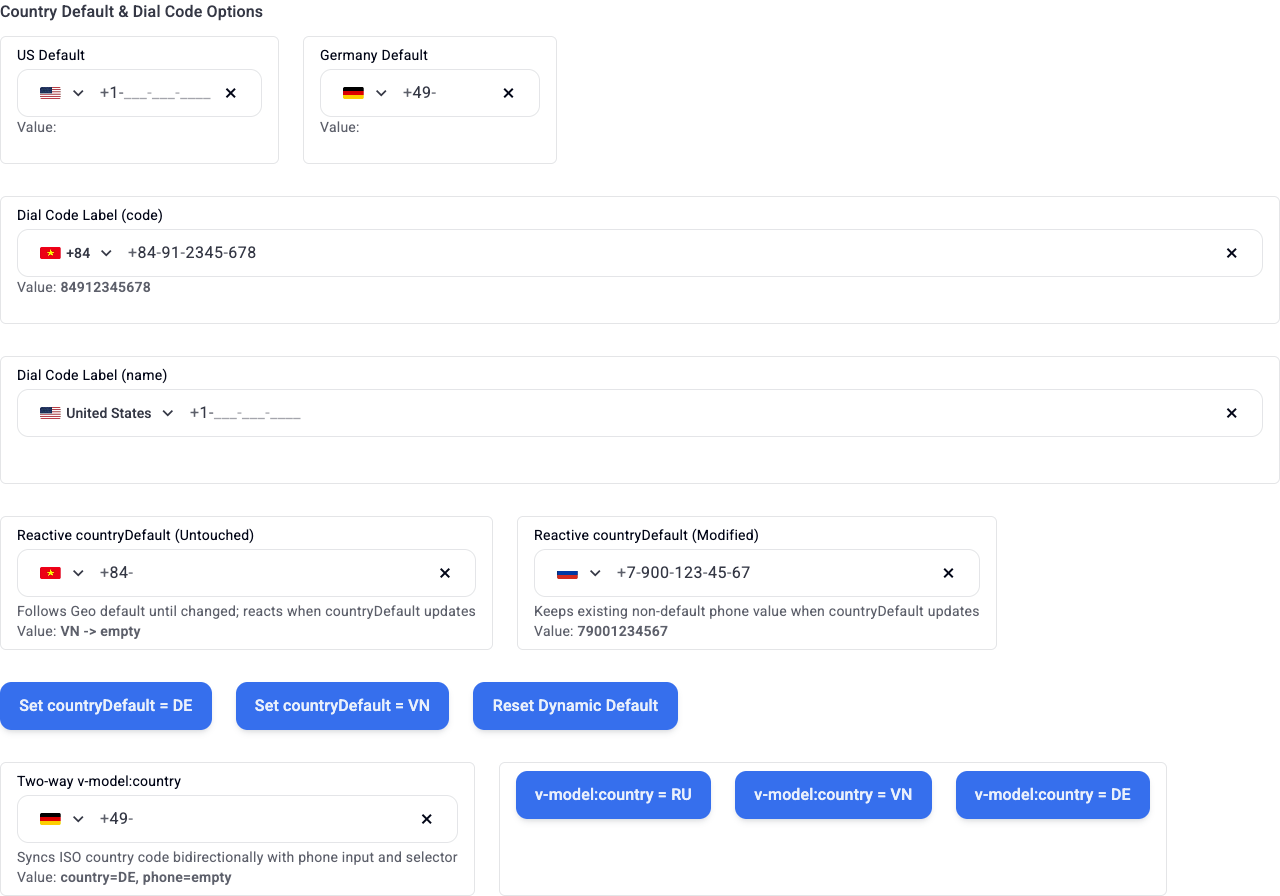 Country Default & Dial Code Options
US Default
+1-___-___-____
Value:
Germany Default
+49-
Value:
Dial Code Label (code)
+84 +84-91-2345-678
Value: 84912345678
Dial Code Label (name)
United States +1-___-___-____
Reactive countryDefault (Untouched)
+84-
Follows Geo default until changed; reacts when countryDefault updates
Value: VN -> empty
Reactive countryDefault (Modified)
+7-900-123-45-67
Keeps existing non-default phone value when countryDefault updates
Value: 79001234567
Set countryDefault = DE
Set countryDefault = VN
Reset Dynamic Default
Two-way v-model:country
+49-
Syncs ISO country code bidirectionally with phone input and selector
Value: country=DE, phone=empty
v-model:country = RU
v-model:country = VN
v-model:country = DE